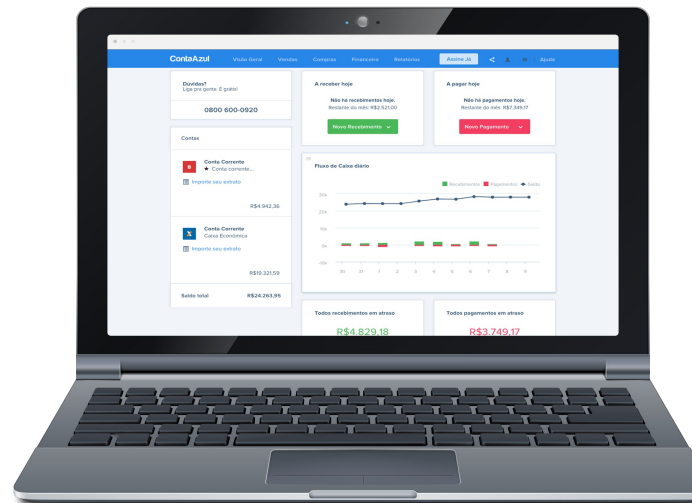 ContaAzul
Visão Geral Vendas Compras Financeiro Relatórios Assine Já Ajuda
Dúvidas?
Ligue pra gente. É grátis!
0800 600-0920
Contas
B Conta Corrente
Conta corrente...
Importe seu extrato
R$4.942,36
X Conta Corrente
Caixa Econômica
Importe seu extrato
R$19.321,59
Saldo total R$24.263,95
A receber hoje
Não há recebimentos hoje.
Restante do mês: R$2.521,00
Novo Recebimento
A pagar hoje
Não há pagamentos hoje.
Restante do mês: R$7.349,17
Novo Pagamento
Fluxo de Caixa diário
Recebimentos Pagamentos Saldo
30k
20k
10k
0k
-10k
30 31 1 2 3 4 5 6 7 8 9
Todos recebimentos em atraso
R$4.829,18
Todos pagamentos em atraso
R$3.749,17